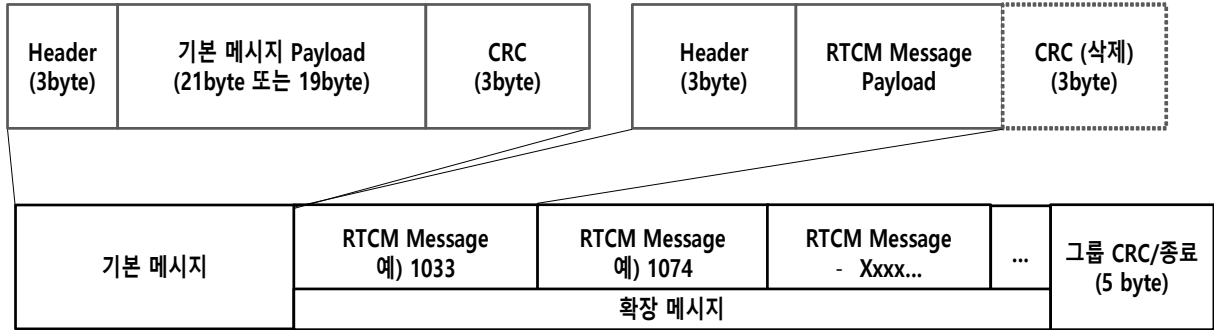 Header
(3byte)
기본 메시지 Payload
(21byte 또는 19byte)
CRC
(3byte)
Header
(3byte)
RTCM Message
Payload
CRC (삭제)
(3byte)
기본 메시지
RTCM Message
예) 1033
RTCM Message
예) 1074
RTCM Message
- Xxxx...
...
그룹 CRC/종료
(5 byte)
확장 메시지